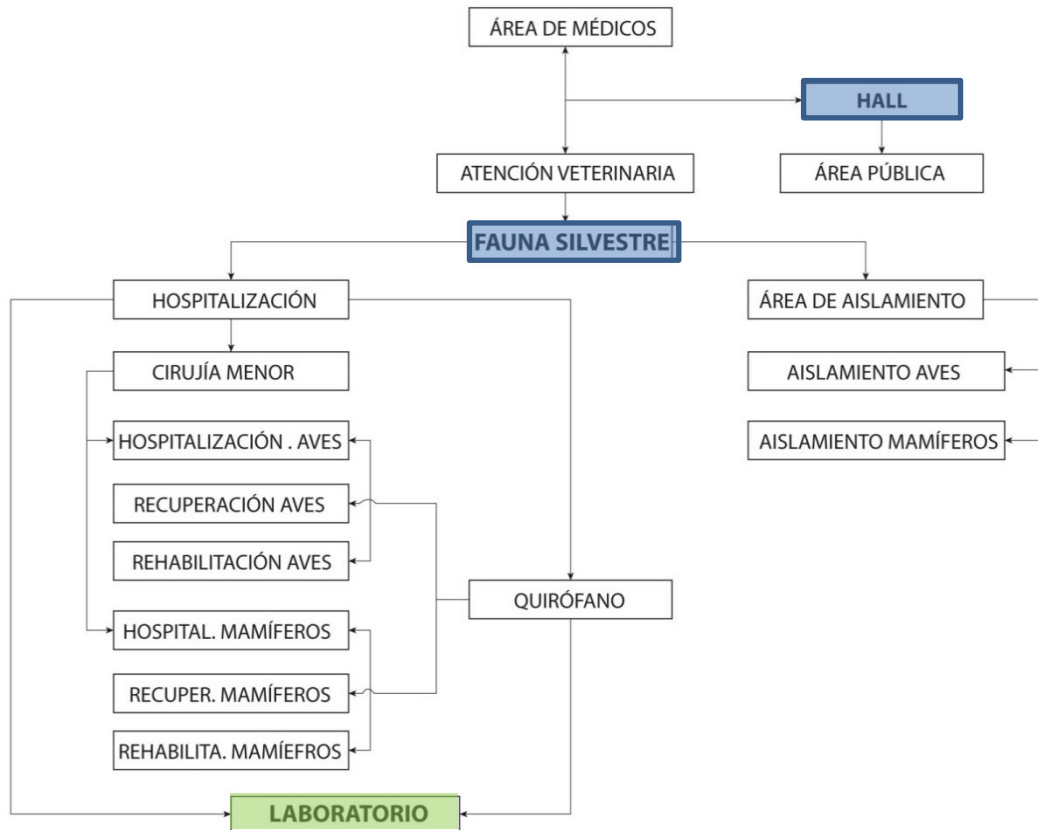 ÁREA DE MÉDICOS
HALL
ATENCIÓN VETERINARIA
ÁREA PÚBLICA
FAUNA SILVESTRE
HOSPITALIZACIÓN
ÁREA DE AISLAMIENTO
CIRUJÍA MENOR
AISLAMIENTO AVES
HOSPITALIZACIÓN . AVES
AISLAMIENTO MAMÍFEROS
RECUPERACIÓN AVES
REHABILITACIÓN AVES
QUIRÓFANO
HOSPITAL. MAMÍFEROS
RECUPER. MAMÍFEROS
REHABILITA. MAMÍEFROS
LABORATORIO